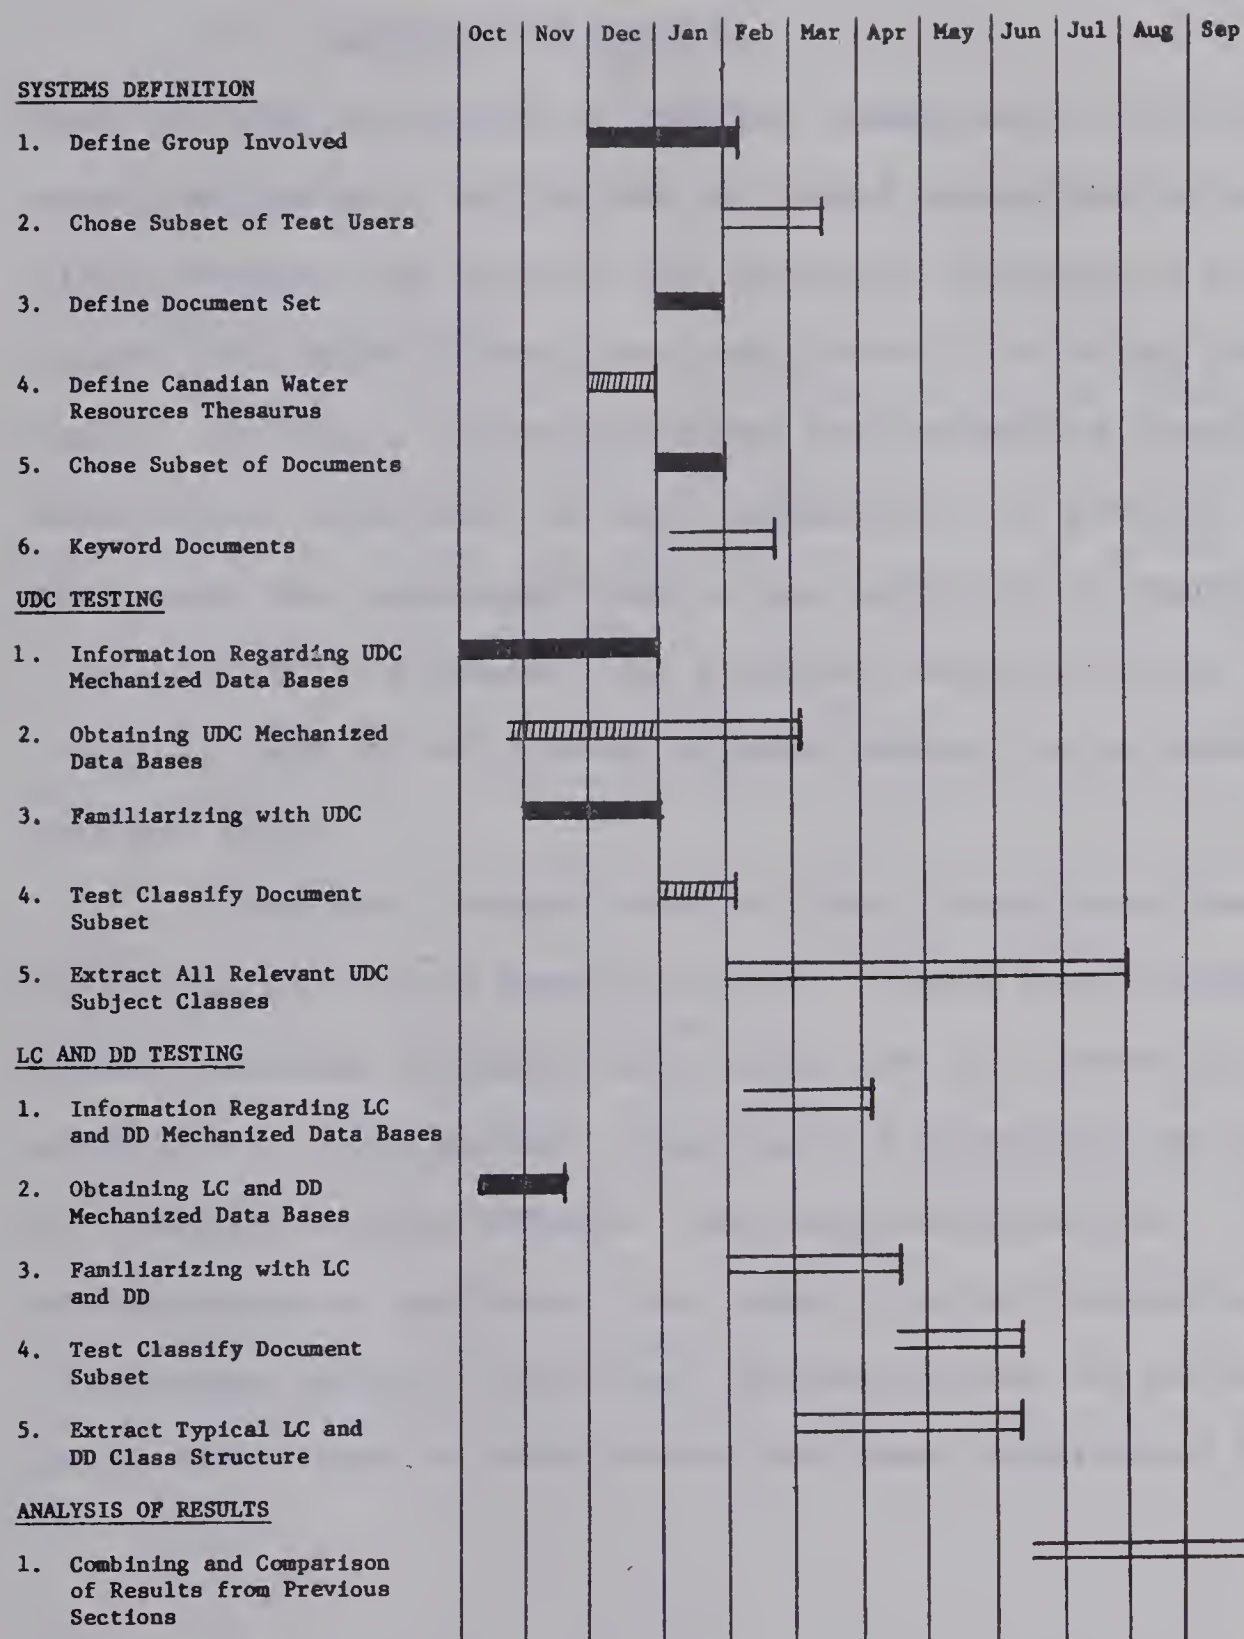 Oct Nov Dec Jan Feb Mar Apr May Jun Jul Aug Sep
SYSTEMS DEFINITION
1. Define Group Involved
2. Chose Subset of Test Users
3. Define Document Set
4. Define Canadian Water
Resources Thesaurus
5. Chose Subset of Documents
6. Keyword Documents
UDC TESTING
1. Information Regarding UDC
Mechanized Data Bases
2. Obtaining UDC Mechanized
Data Bases
3. Familiarizing with UDC
4. Test Classify Document
Subset
5. Extract All Relevant UDC
Subject Classes
LC AND DD TESTING
1. Information Regarding LC
and DD Mechanized Data Bases
2. Obtaining LC and DD
Mechanized Data Bases
3. Familiarizing with LC
and DD
4. Test Classify Document
Subset
5. Extract Typical LC and
DD Class Structure
ANALYSIS OF RESULTS
1. Combining and Comparison
of Results from Previous
Sections